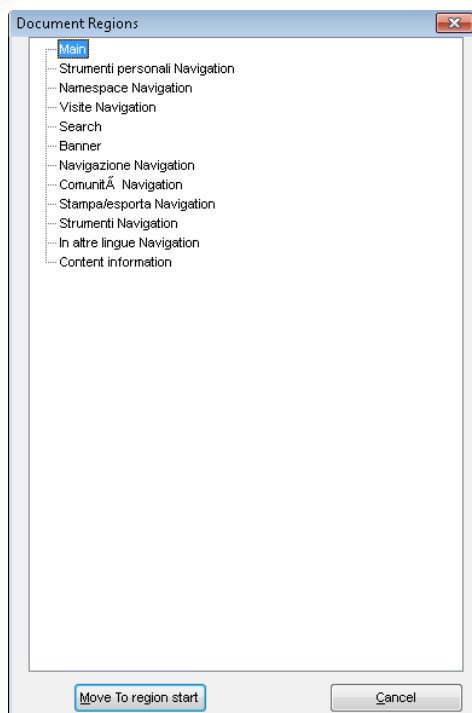 Document Regions
Main
Strumenti personali Navigation
Namespace Navigation
Visite Navigation
Search
Banner
Navigazione Navigation
ComunitÃ Navigation
Stampa/esporta Navigation
Strumenti Navigation
In altre lingue Navigation
Content information
Move To region start
Cancel